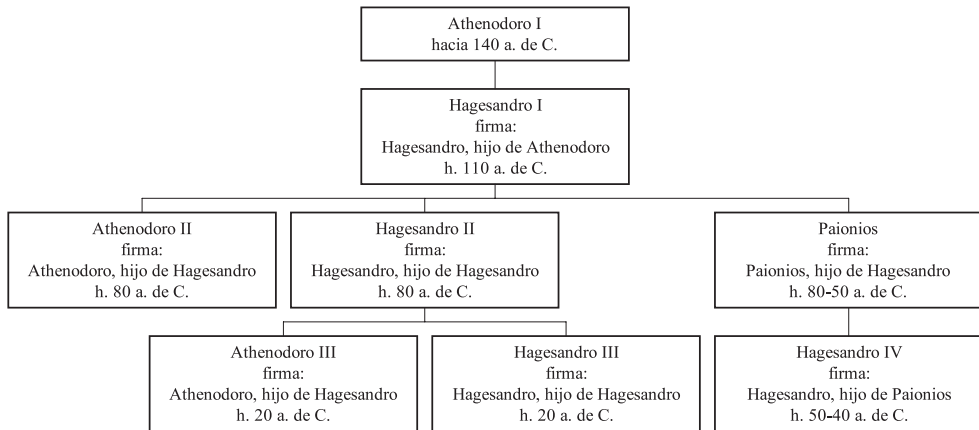 Athenodoro I
hacia 140 a. de C.
Hagesandro I
firma:
Hagesandro, hijo de Athenodoro
h. 110 a. de C.
Athenodoro II
firma:
Athenodoro, hijo de Hagesandro
h. 80 a. de C.
Hagesandro II
firma:
Hagesandro, hijo de Hagesandro
h. 80 a. de C.
Paionios
firma:
Paionios, hijo de Hagesandro
h. 80-50 a. de C.
Athenodoro III
firma:
Athenodoro, hijo de Hagesandro
h. 20 a. de C.
Hagesandro III
firma:
Hagesandro, hijo de Hagesandro
h. 20 a. de C.
Hagesandro IV
firma:
Hagesandro, hijo de Paionios
h. 50-40 a. de C.